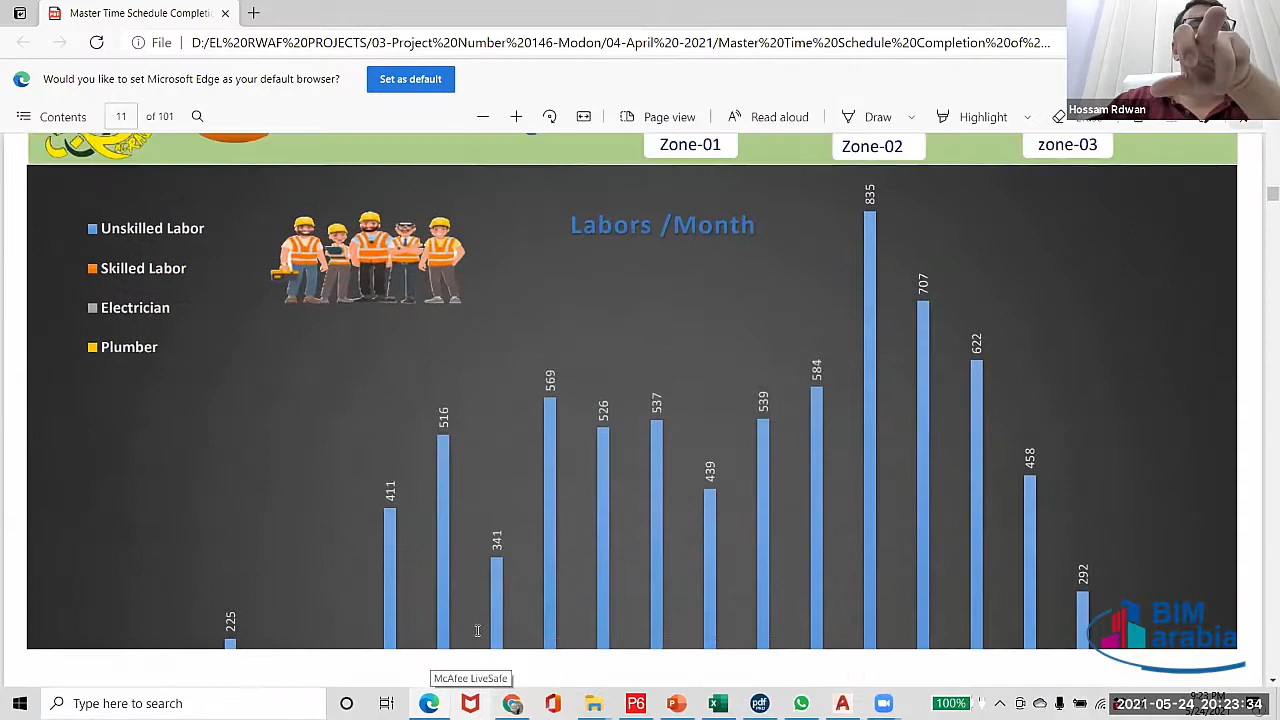 Master Time Schedule Completi
File
D:/EL%20RWAF%20PROJECTS/03-Project%20Number%20146-Modon/04-April%20-2021/Master%20Time%20Schedule%20Completion%20of%2...
Would you like to set Microsoft Edge as your default browser?
Set as default
Hossam Rdwan
Contents
11
of 101
Page view
Read aloud
Draw
Highlight
Zone-01
Zone-02
zone-03
Labors /Month
Unskilled Labor
Skilled Labor
Electrician
Plumber
225
411
516
341
569
526
537
439
539
584
835
707
622
458
292
BIM
arabia
McAfee LiveSafe
Type here to search
P6
100%
9:23 PM
2021-05-24 20:23:34